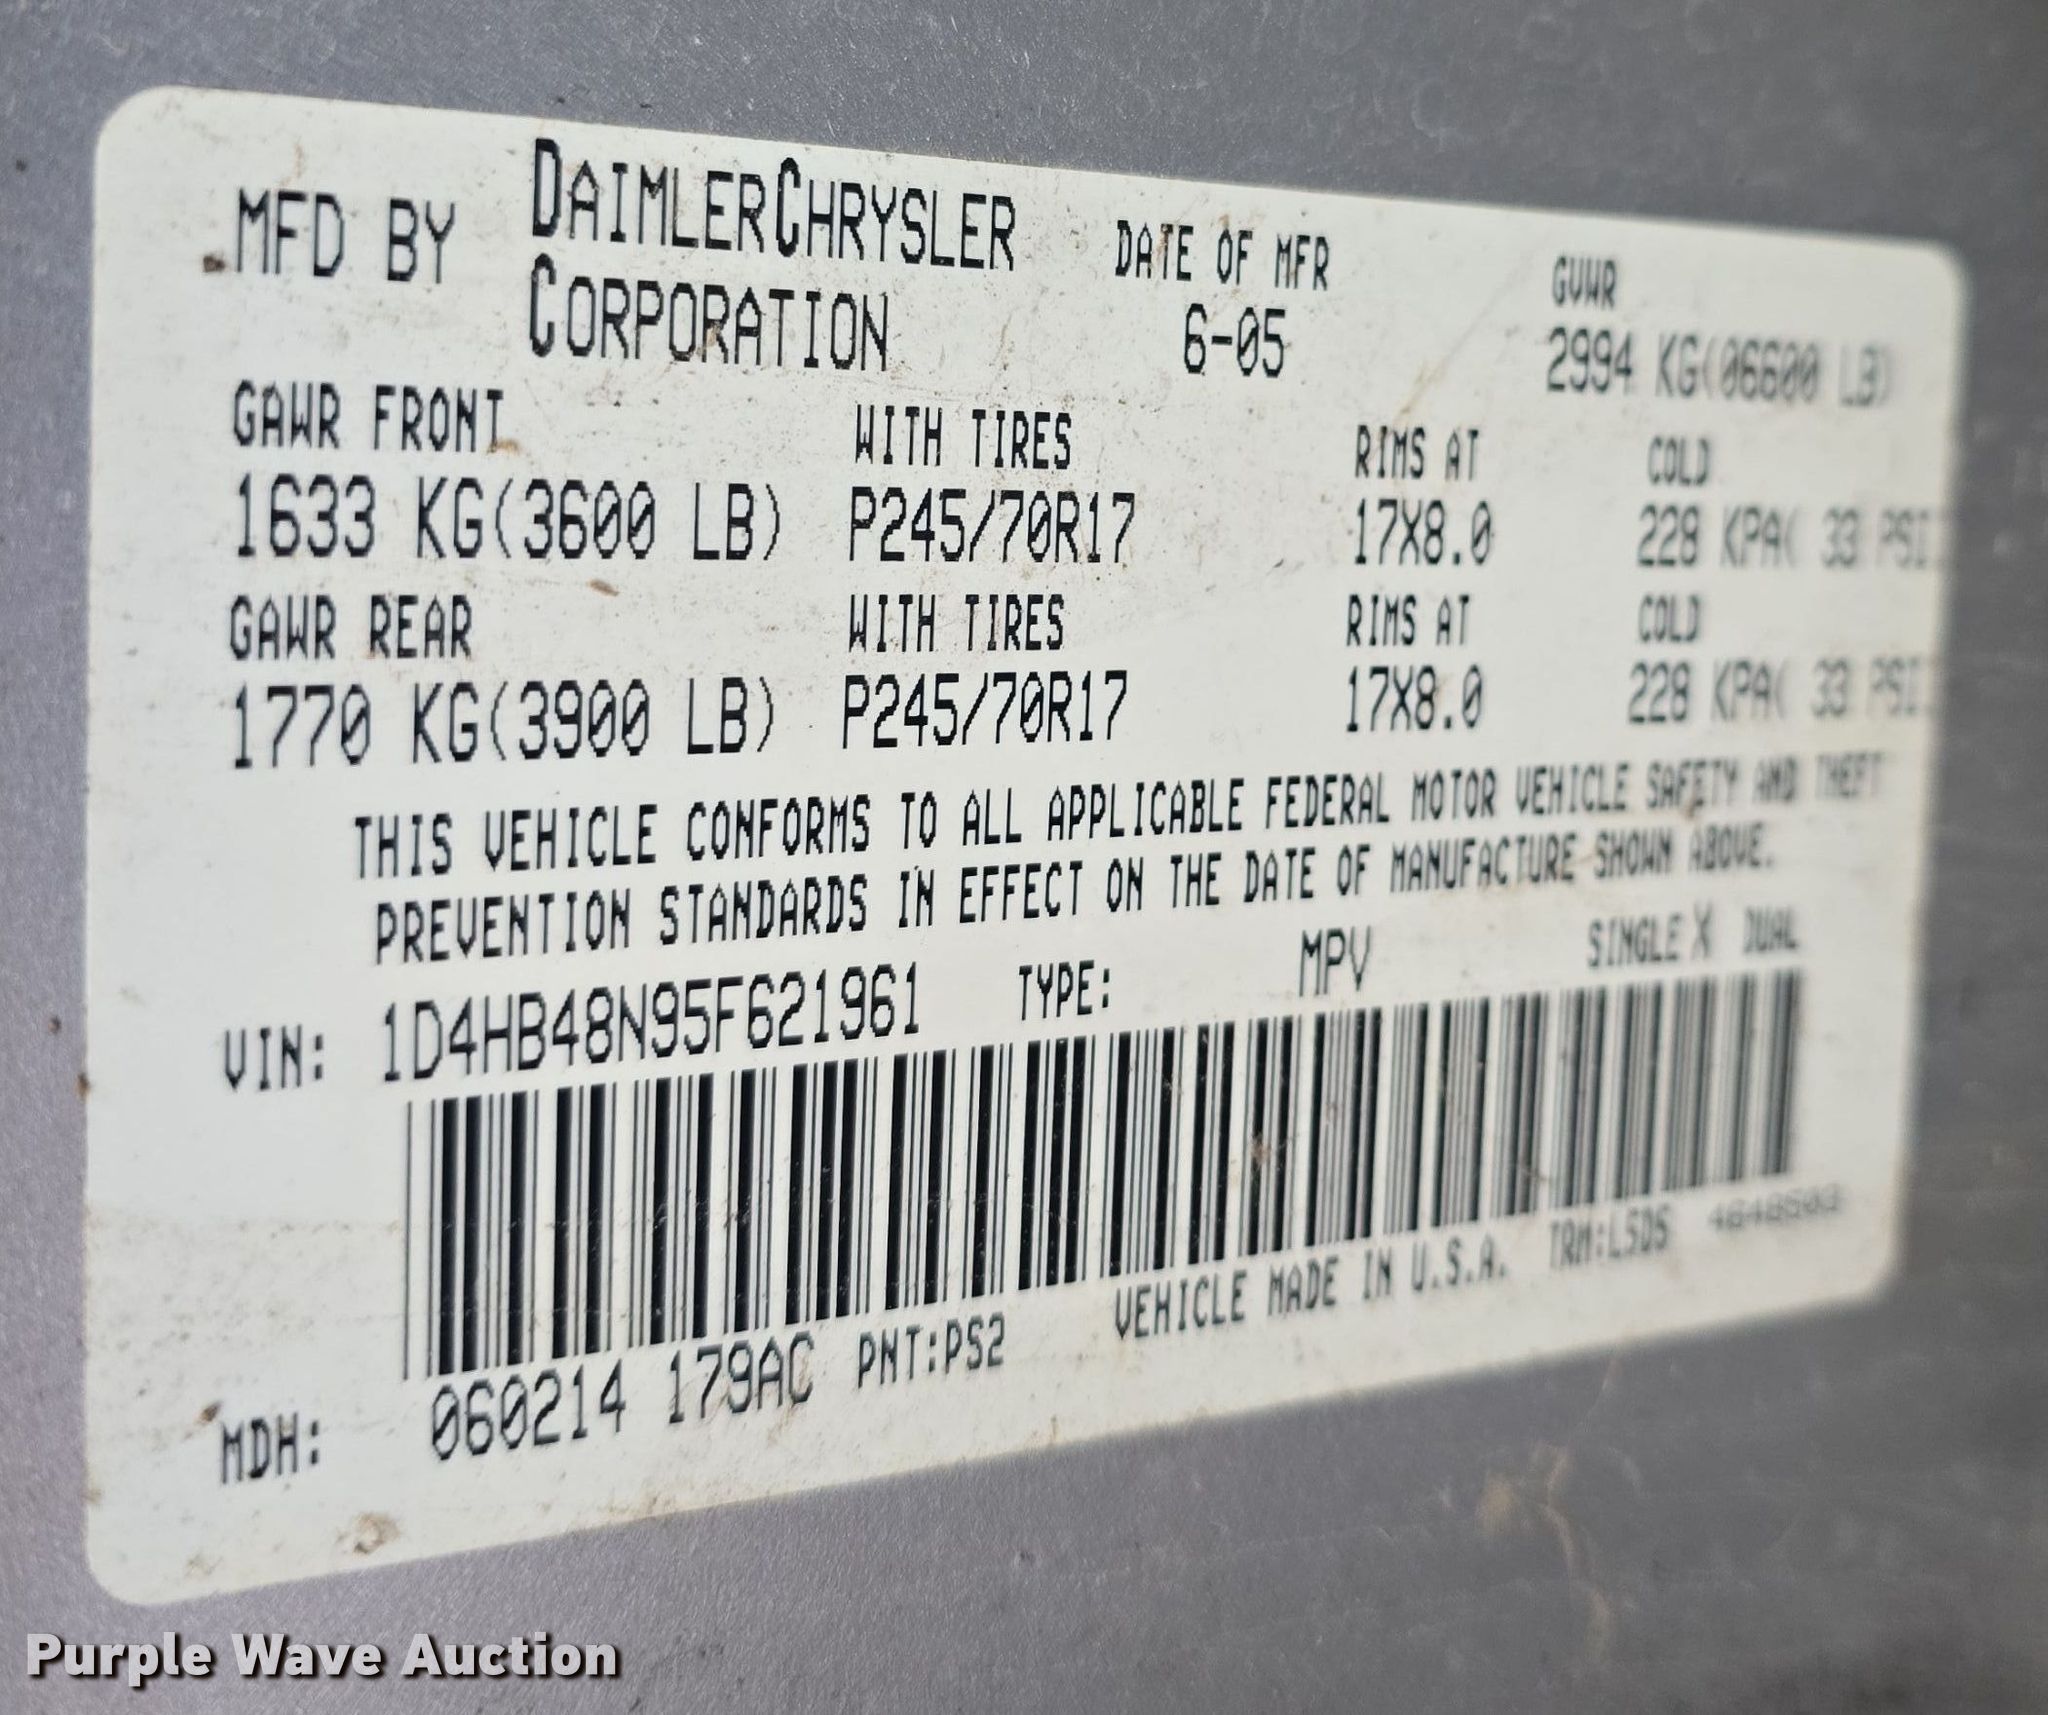 MFD BY DAIMLERCHRYSLER CORPORATION
DATE OF MFR
6-05
GVWR
2994 KG(06600 LB)
GAWR FRONT WITH TIRES RIMS AT COLD
1633 KG(3600 LB) P245/70R17 17X8.0 228 KPA( 33 PSI)
GAWR REAR WITH TIRES RIMS AT COLD
1770 KG(3900 LB) P245/70R17 17X8.0 228 KPA( 33 PSI)
THIS VEHICLE CONFORMS TO ALL APPLICABLE FEDERAL MOTOR VEHICLE SAFETY AND THEFT
PREVENTION STANDARDS IN EFFECT ON THE DATE OF MANUFACTURE SHOWN ABOVE.
VIN: 1D4HB48N95F621961 TYPE: MPV SINGLE X DUAL
VEHICLE MADE IN U.S.A. TRM:L5D5
MDH: 060214 179AC PNT:PS2
Purple Wave Auction